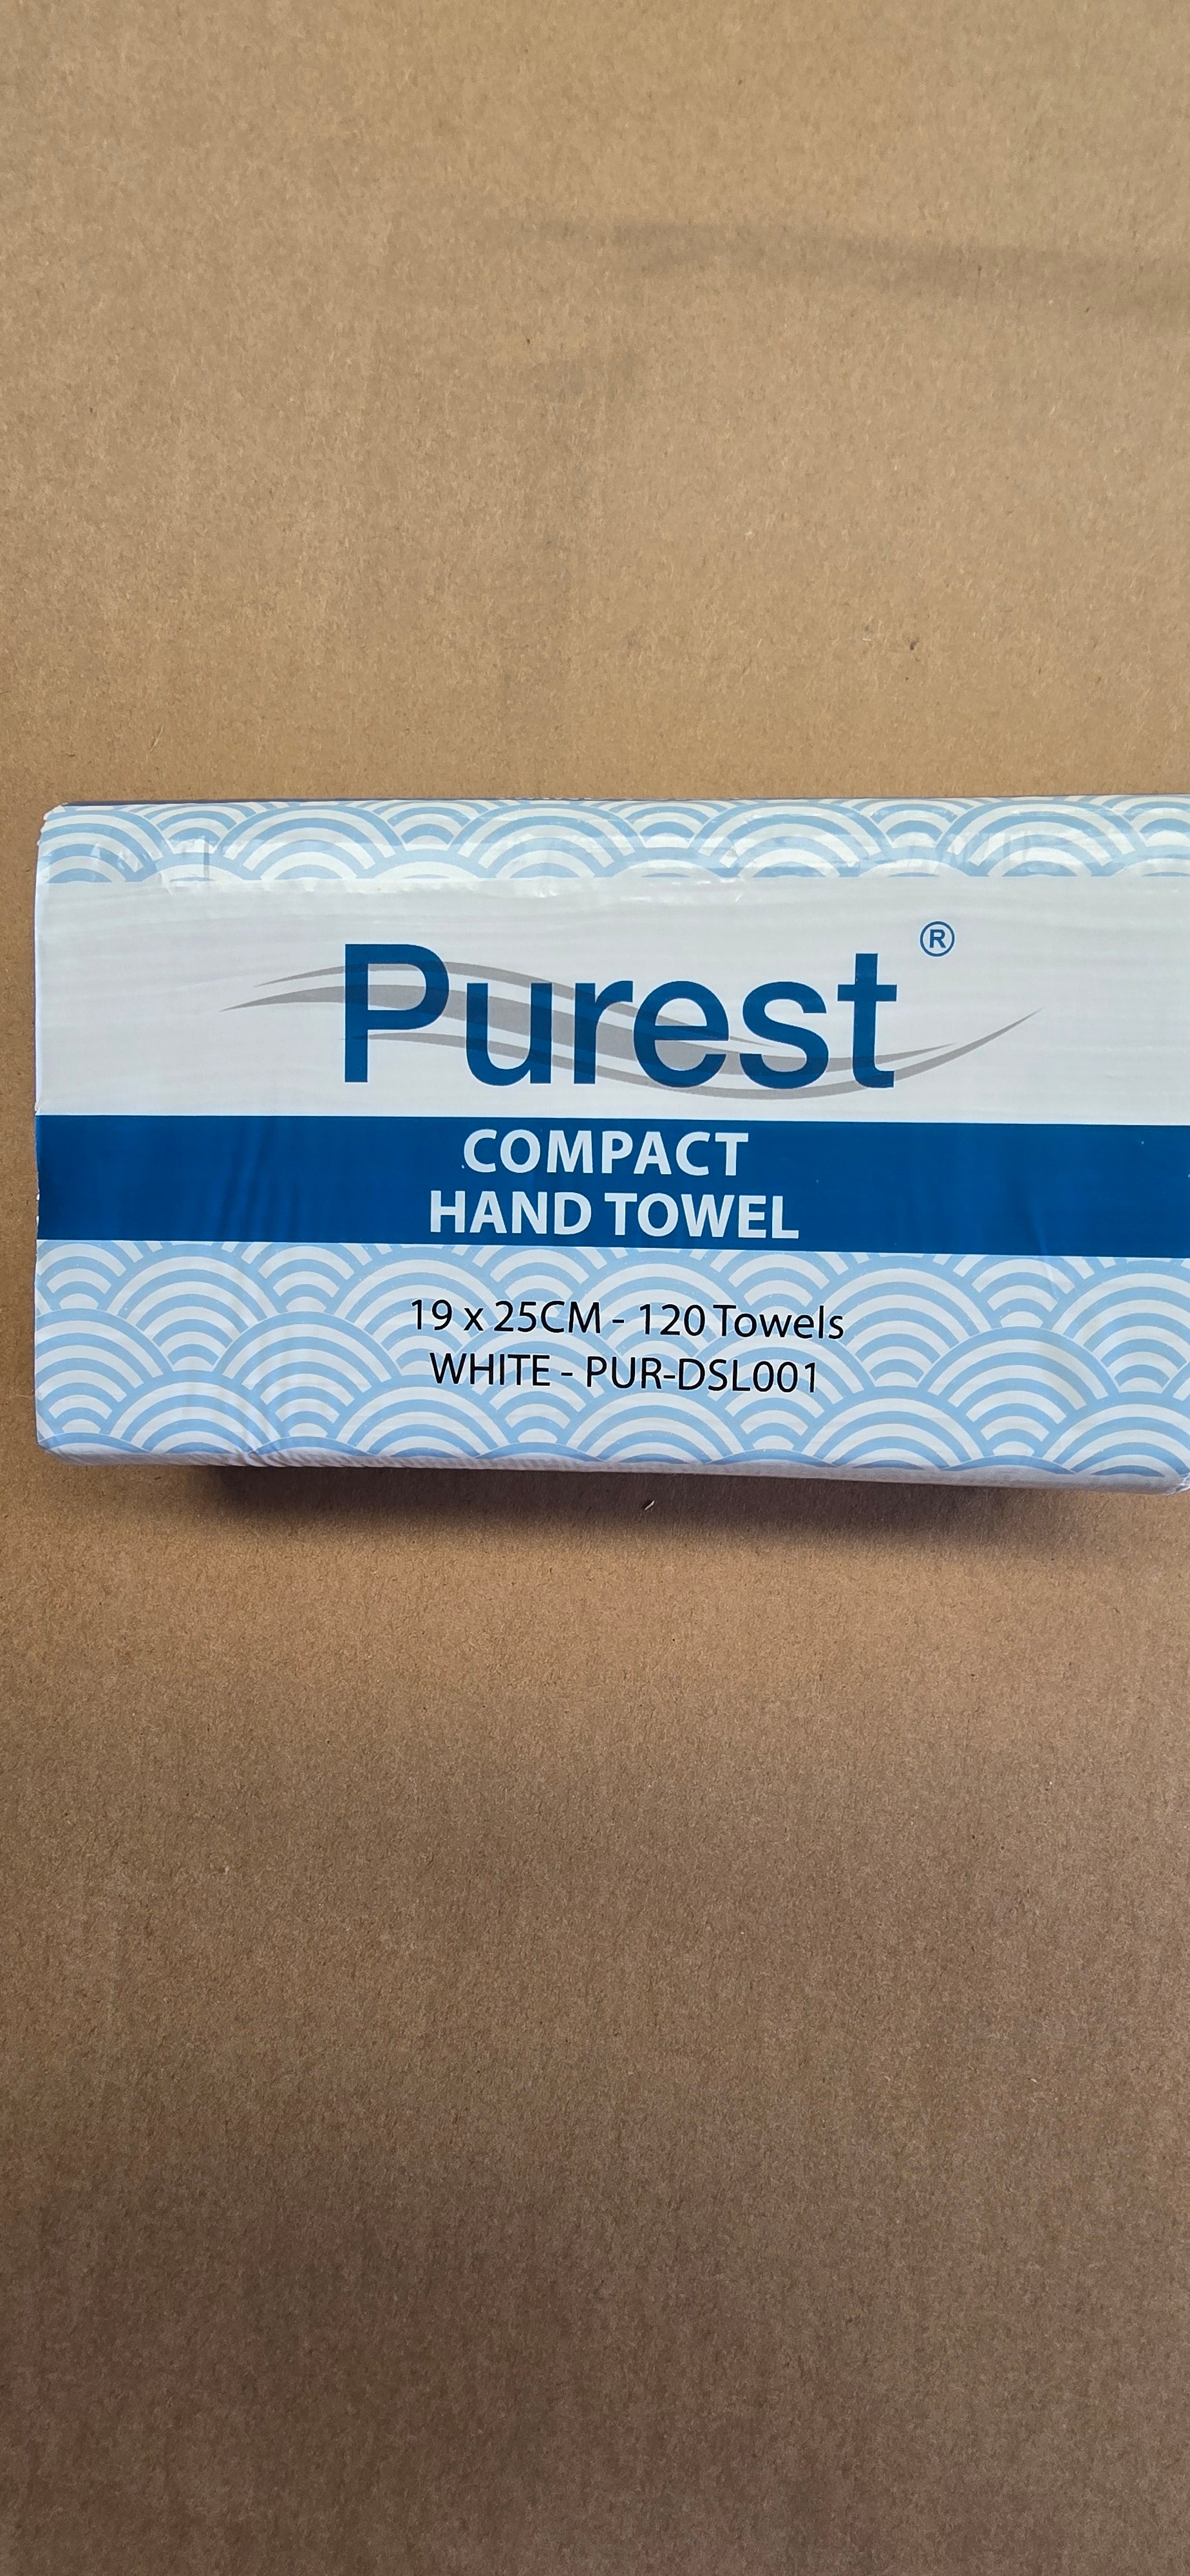 Purest®
COMPACT
HAND TOWEL
19 x 25CM - 120 Towels
WHITE - PUR-DSL001